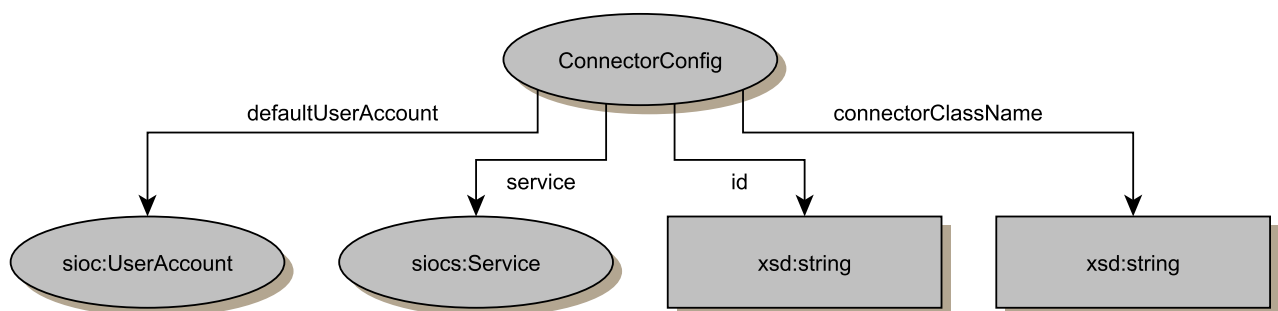 ConnectorConfig
defaultUserAccount
connectorClassName
service
id
sioc:UserAccount
siocs:Service
xsd:string
xsd:string